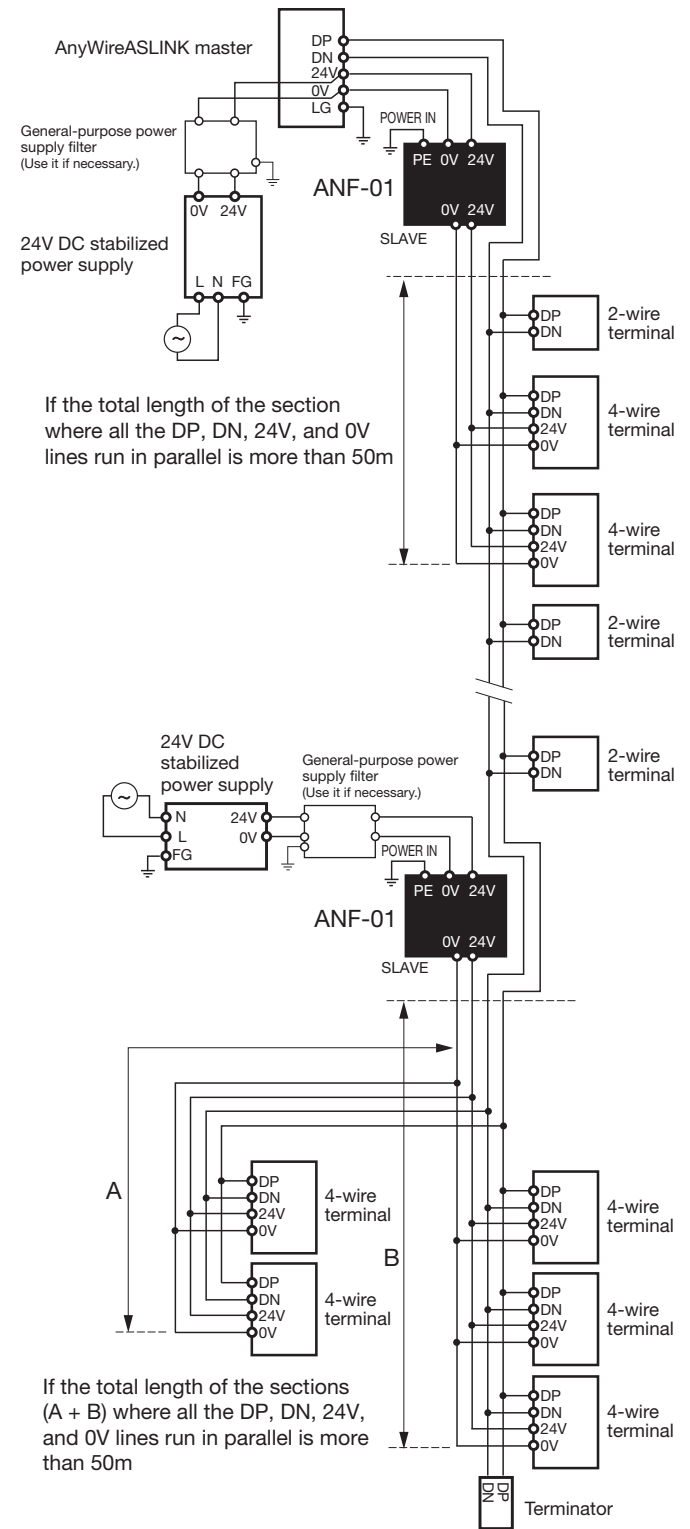 AnyWireASLINK master
DP
DN
24V
0V
LG
General-purpose power
supply filter
(Use it if necessary.)
0V 24V
24V DC stabilized
power supply
L N FG
~
POWER IN
PE 0V 24V
ANF-01
0V 24V
SLAVE
DP
DN
2-wire
terminal
If the total length of the section
where all the DP, DN, 24V, and 0V
lines run in parallel is more than 50m
DP
DN
24V
0V
4-wire
terminal
DP
DN
24V
0V
4-wire
terminal
DP
DN
2-wire
terminal
DP
DN
2-wire
terminal
24V DC
stabilized
power supply
General-purpose power
supply filter
(Use it if necessary.)
~
N
L
FG
24V
0V
POWER IN
PE 0V 24V
ANF-01
0V 24V
SLAVE
A
B
DP
DN
24V
0V
4-wire
terminal
DP
DN
24V
0V
4-wire
terminal
DP
DN
24V
0V
4-wire
terminal
DP
DN
24V
0V
4-wire
terminal
DP
DN
24V
0V
4-wire
terminal
If the total length of the sections
(A + B) where all the DP, DN, 24V,
and 0V lines run in parallel is more
than 50m
DP
DN
Terminator